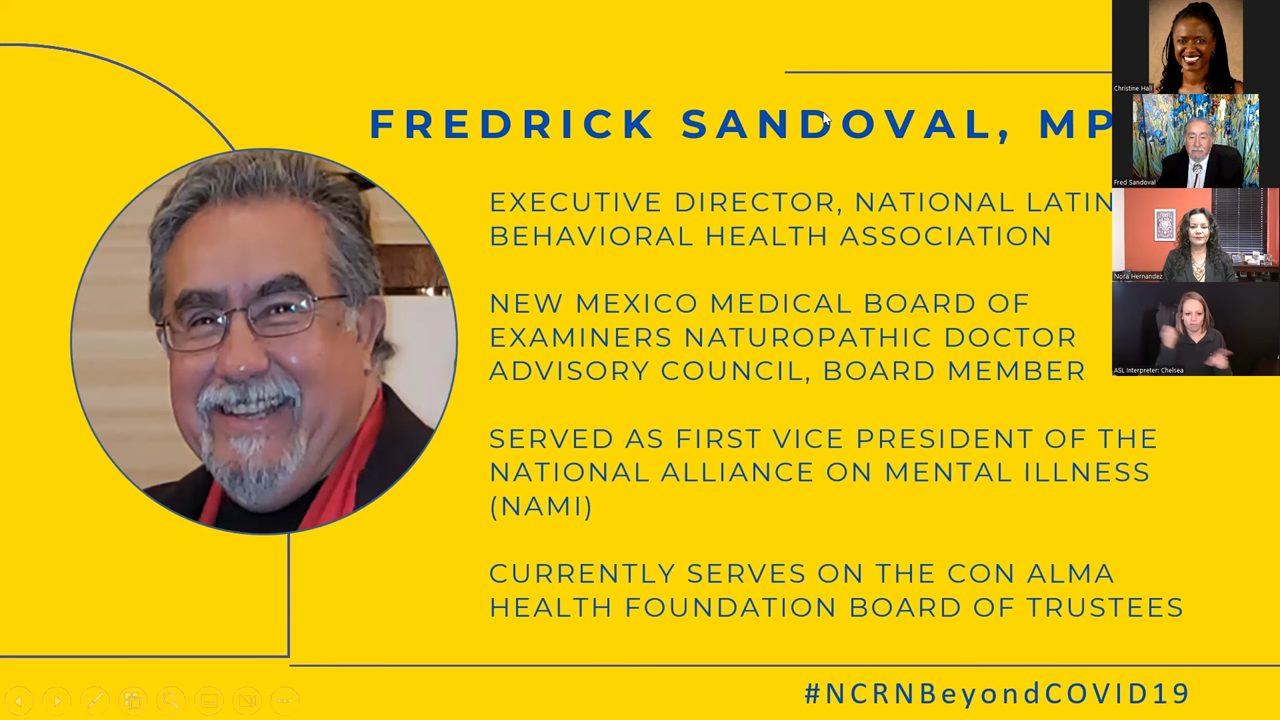 FREDRICK SANDOVAL, MP
EXECUTIVE DIRECTOR, NATIONAL LATIN
BEHAVIORAL HEALTH ASSOCIATION
NEW MEXICO MEDICAL BOARD OF
EXAMINERS NATUROPATHIC DOCTOR
ADVISORY COUNCIL, BOARD MEMBER
SERVED AS FIRST VICE PRESIDENT OF THE
NATIONAL ALLIANCE ON MENTAL ILLNESS
(NAMI)
CURRENTLY SERVES ON THE CON ALMA
HEALTH FOUNDATION BOARD OF TRUSTEES
#NCRNBeyondCOVID19
Christine Hall
Fred Sandoval
Nora Hernandez
ASL Interpreter: Chelsea